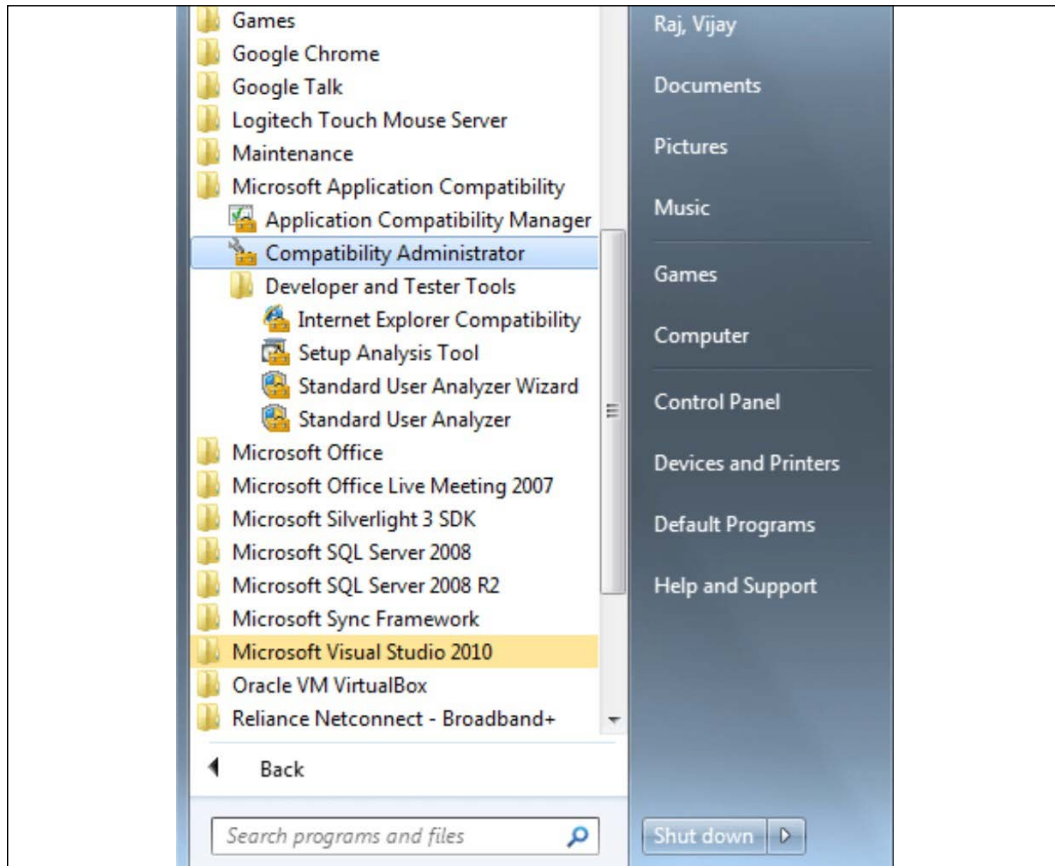 Games
Google Chrome
Google Talk
Logitech Touch Mouse Server
Maintenance
Microsoft Application Compatibility
Application Compatibility Manager
Compatibility Administrator
Developer and Tester Tools
Internet Explorer Compatibility
Setup Analysis Tool
Standard User Analyzer Wizard
Standard User Analyzer
Microsoft Office
Microsoft Office Live Meeting 2007
Microsoft Silverlight 3 SDK
Microsoft SQL Server 2008
Microsoft SQL Server 2008 R2
Microsoft Sync Framework
Microsoft Visual Studio 2010
Oracle VM VirtualBox
Reliance Netconnect - Broadband+
Back
Search programs and files
Raj, Vijay
Documents
Pictures
Music
Games
Computer
Control Panel
Devices and Printers
Default Programs
Help and Support
Shut down